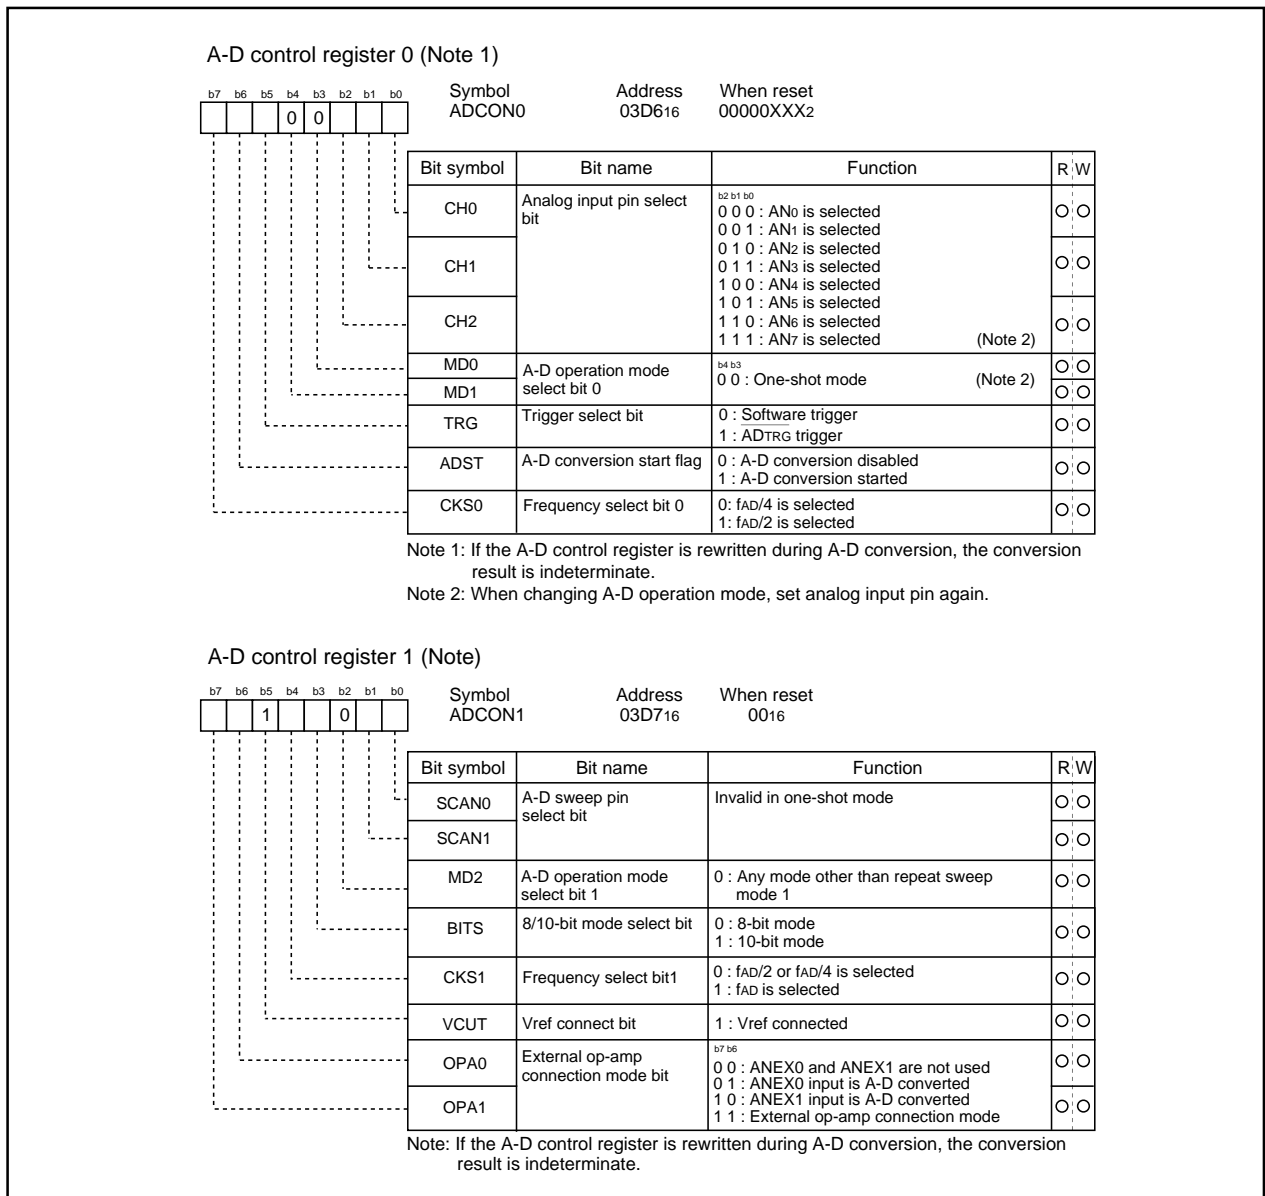 A-D control register 0 (Note 1)
b7 b6 b5 b4 b3 b2 b1 b0
0 0
Symbol Address When reset
ADCON0 03D616 00000XXX2
Bit symbol Bit name Function R W
CH0 Analog input pin select
bit
b2 b1 b0
0 0 0 : AN0 is selected
0 0 1 : AN1 is selected
0 1 0 : AN2 is selected
CH1 0 1 1 : AN3 is selected
1 0 0 : AN4 is selected
1 0 1 : AN5 is selected
CH2 1 1 0 : AN6 is selected
1 1 1 : AN7 is selected (Note 2)
MD0 A-D operation mode
select bit 0
b4 b3
0 0 : One-shot mode (Note 2)
MD1
TRG Trigger select bit 0 : Software trigger
1 : ADTRG trigger
ADST A-D conversion start flag 0 : A-D conversion disabled
1 : A-D conversion started
CKS0 Frequency select bit 0 0: fAD/4 is selected
1: fAD/2 is selected
Note 1: If the A-D control register is rewritten during A-D conversion, the conversion
result is indeterminate.
Note 2: When changing A-D operation mode, set analog input pin again.
A-D control register 1 (Note)
b7 b6 b5 b4 b3 b2 b1 b0
1 0
Symbol Address When reset
ADCON1 03D716 0016
Bit symbol Bit name Function R W
SCAN0 A-D sweep pin
select bit
Invalid in one-shot mode
SCAN1
MD2 A-D operation mode
select bit 1
0 : Any mode other than repeat sweep
mode 1
BITS 8/10-bit mode select bit 0 : 8-bit mode
1 : 10-bit mode
CKS1 Frequency select bit1 0 : fAD/2 or fAD/4 is selected
1 : fAD is selected
VCUT Vref connect bit 1 : Vref connected
OPA0 External op-amp
connection mode bit
b7 b6
0 0 : ANEX0 and ANEX1 are not used
0 1 : ANEX0 input is A-D converted
1 0 : ANEX1 input is A-D converted
OPA1 1 1 : External op-amp connection mode
Note: If the A-D control register is rewritten during A-D conversion, the conversion
result is indeterminate.